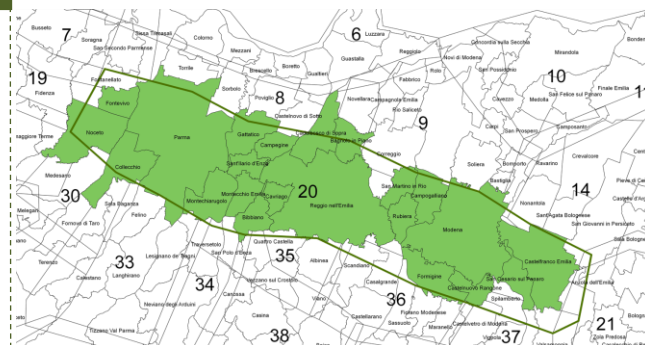 Busseto
7
Soragna
Sissa Trecasali
Colorno
Mezzani
6
Luzzara
Guastalla
Reggiolo
Concordia sulla Secchia
Mirandola
San Secondo Parmense
Boretto
Gualtieri
Brescello
Novi di Modena
Rolo
San Possidonio
10
Bonden
Fontanellato
Torrile
Sorbolo
Poviglio
8
Fabbrico
Finale Emilia
19
Fidenza
Novellara
Campagnola Emilia
Rio Saliceto
Cavezzo
Medolla
San Felice sul Panaro
11
Fontevivo
Castelnovo di Sotto
Noceto
Parma
Gattatico
Castelnovo di Sopra
Bagnolo in Piano
9
Carpi
San Prospero
Camposanto
Campegine
Correggio
Soliera
Bomporto
Ravarino
Crevalcore
Collecchio
Sant'Ilario d'Enza
Medesano
30
Bastiglia
14
Montechiarugolo
Montecchio Emilia
Cavriago
20
Reggio nell'Emilia
San Martino in Rio
Campogalliano
Nonantola
Sala Baganza
Felino
Bibbiano
Rubiera
Modena
Sant'Agata Bolognese
San Giovanni in Persiceto
Fornovo di Taro
Traversetolo
Quattro Castella
33
Langhirano
Lesignano de' Bagni
San Polo d'Enza
35
Albinea
Scandiano
Castelfranco Emilia
Terenzo
Calestano
34
Vezzano sul Crostolo
Casalgrande
Formigine
San Cesario sul Panaro
Anzola dell'Emilia
Canossa
Viano
36
Castelnuovo Rangone
Spilamberto
Neviano degli Arduini
Casina
Castellarano
Fiorano Modenese
Sassuolo
Maranello
Castelvetro di Modena
21
Tizzano Val Parma
38
37
Vignola
Zola Predosa